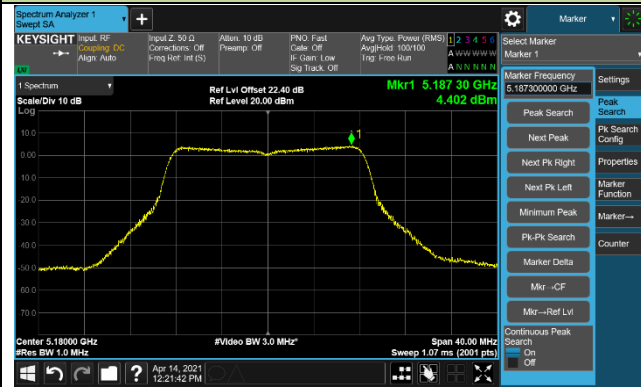 Spectrum Analyzer 1
Swept SA
Marker
KEYSIGHT
Input: RF
Coupling: DC
Align: Auto
Input Z: 50 Ω
Corrections: Off
Freq Ref: Int (S)
Atten: 10 dB
Preamp: Off
PNO: Fast
Gate: Off
IF Gain: Low
Sig Track: Off
Avg Type: Power (RMS)
Avg|Hold: 100/100
Trig: Free Run
1 2 3 4 5 6
A W W W W W
A N N N N N
LXI
Select Marker
Marker 1
1 Spectrum
Scale/Div 10 dB
Log
Ref Lvl Offset 22.40 dB
Ref Level 20.00 dBm
Mkr1 5.187 30 GHz
4.402 dBm
1
10.0
0.00
-10.0
-20.0
-30.0
-40.0
-50.0
-60.0
-70.0
Center 5.18000 GHz
#Res BW 1.0 MHz
#Video BW 3.0 MHz*
Span 40.00 MHz
Sweep 1.07 ms (2001 pts)
Marker Frequency
5.187300000 GHz
Peak Search
Next Peak
Next Pk Right
Next Pk Left
Minimum Peak
Pk-Pk Search
Marker Delta
Mkr→CF
Mkr→Ref Lvl
Continuous Peak
Search
On
Off
Settings
Peak
Search
Pk Search
Config
Properties
Marker
Function
Marker→
Counter
?
Apr 14, 2021
12:21:42 PM